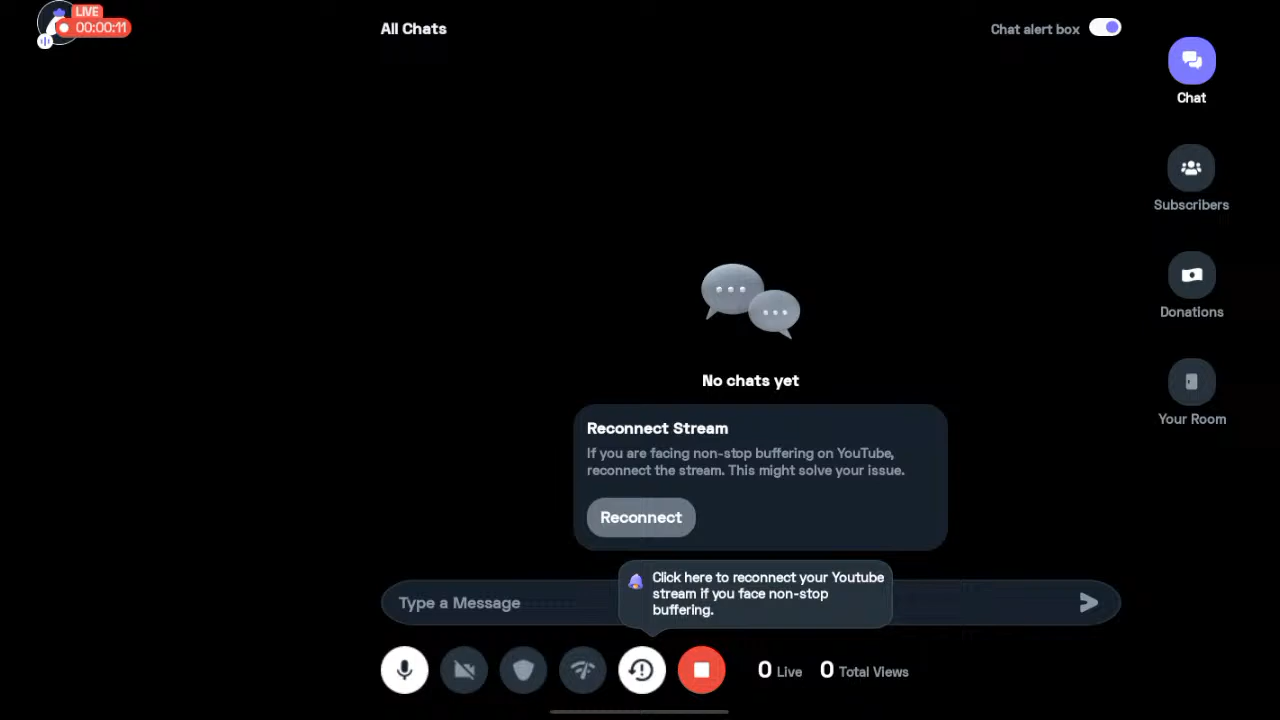 LIVE
00:00:11
All Chats
Chat alert box
Chat
Subscribers
Donations
Your Room
No chats yet
Reconnect Stream
If you are facing non-stop buffering on YouTube,
reconnect the stream. This might solve your issue.
Reconnect
Click here to reconnect your Youtube
stream if you face non-stop
buffering.
Type a Message
0 Live 0 Total Views